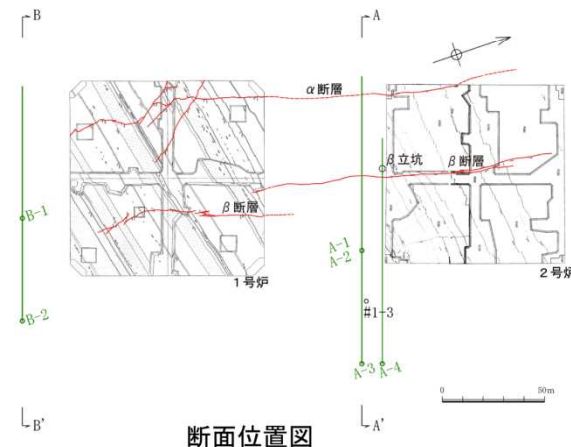 B
A
α断層
β立坑
β断層
β断層
B-1
A-1
A-2
1号炉
2号炉
#1-3
B-2
A-3
A-4
0
50m
B'
A'
断面位置図